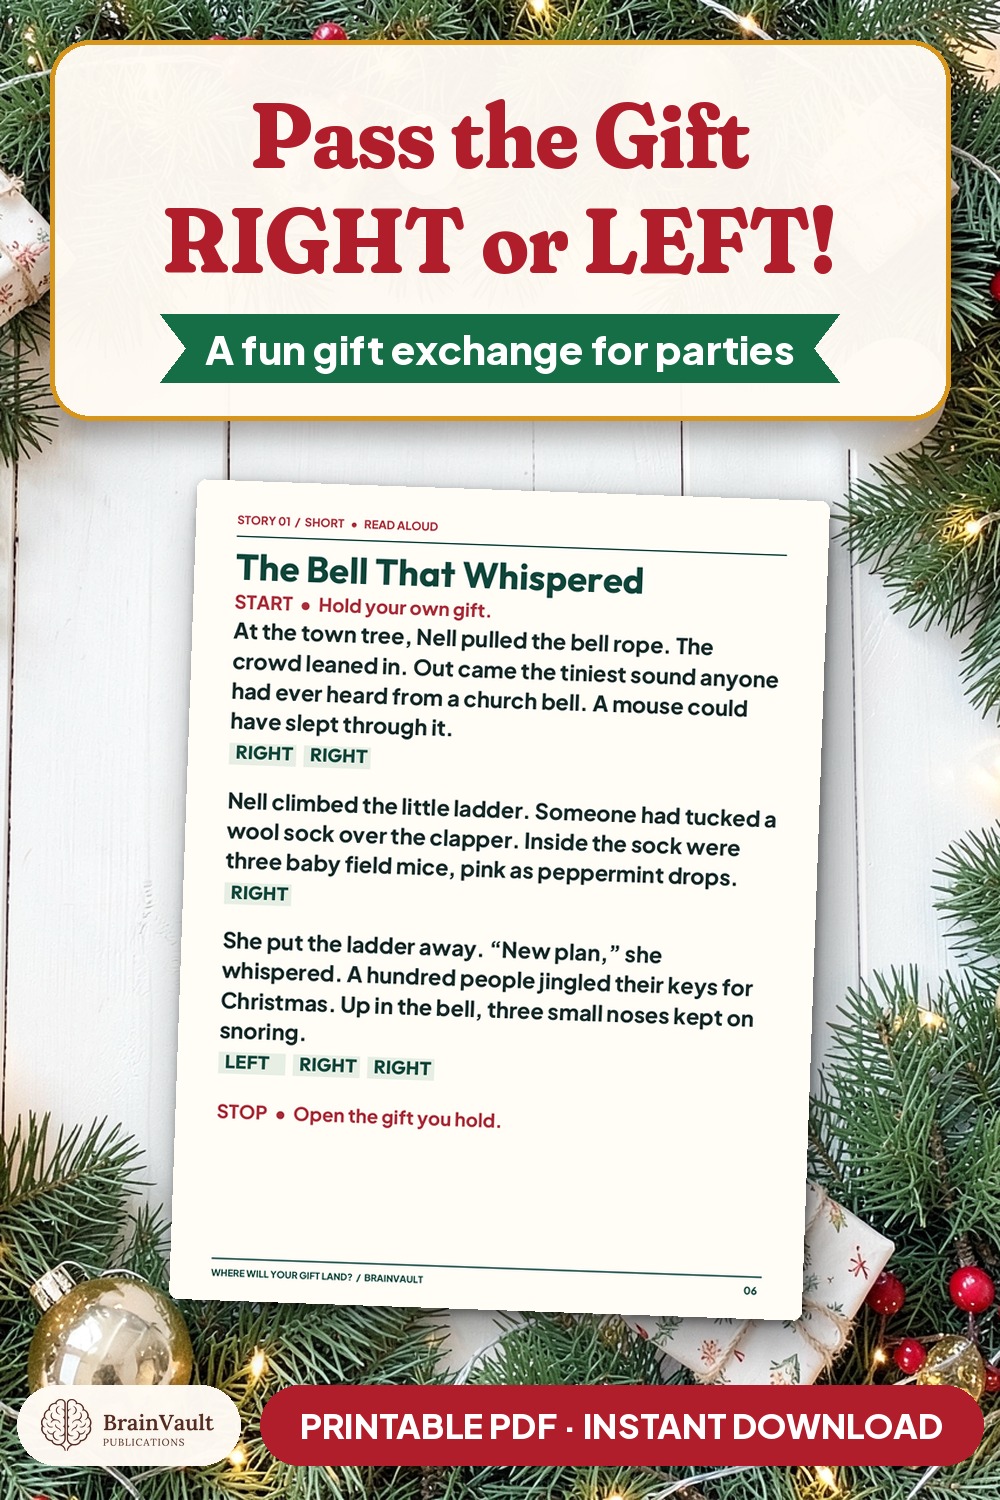 Pass the Gift
RIGHT or LEFT!
A fun gift exchange for parties
STORY 01 / SHORT • READ ALOUD
The Bell That Whispered
START • Hold your own gift.
At the town tree, Nell pulled the bell rope. The
crowd leaned in. Out came the tiniest sound anyone
had ever heard from a church bell. A mouse could
have slept through it.
RIGHT RIGHT
Nell climbed the little ladder. Someone had tucked a
wool sock over the clapper. Inside the sock were
three baby field mice, pink as peppermint drops.
RIGHT
She put the ladder away. “New plan,” she
whispered. A hundred people jingled their keys for
Christmas. Up in the bell, three small noses kept on
snoring.
LEFT RIGHT RIGHT
STOP • Open the gift you hold.
WHERE WILL YOUR GIFT LAND? / BRAINVAULT
06
BrainVault
PUBLICATIONS
PRINTABLE PDF · INSTANT DOWNLOAD